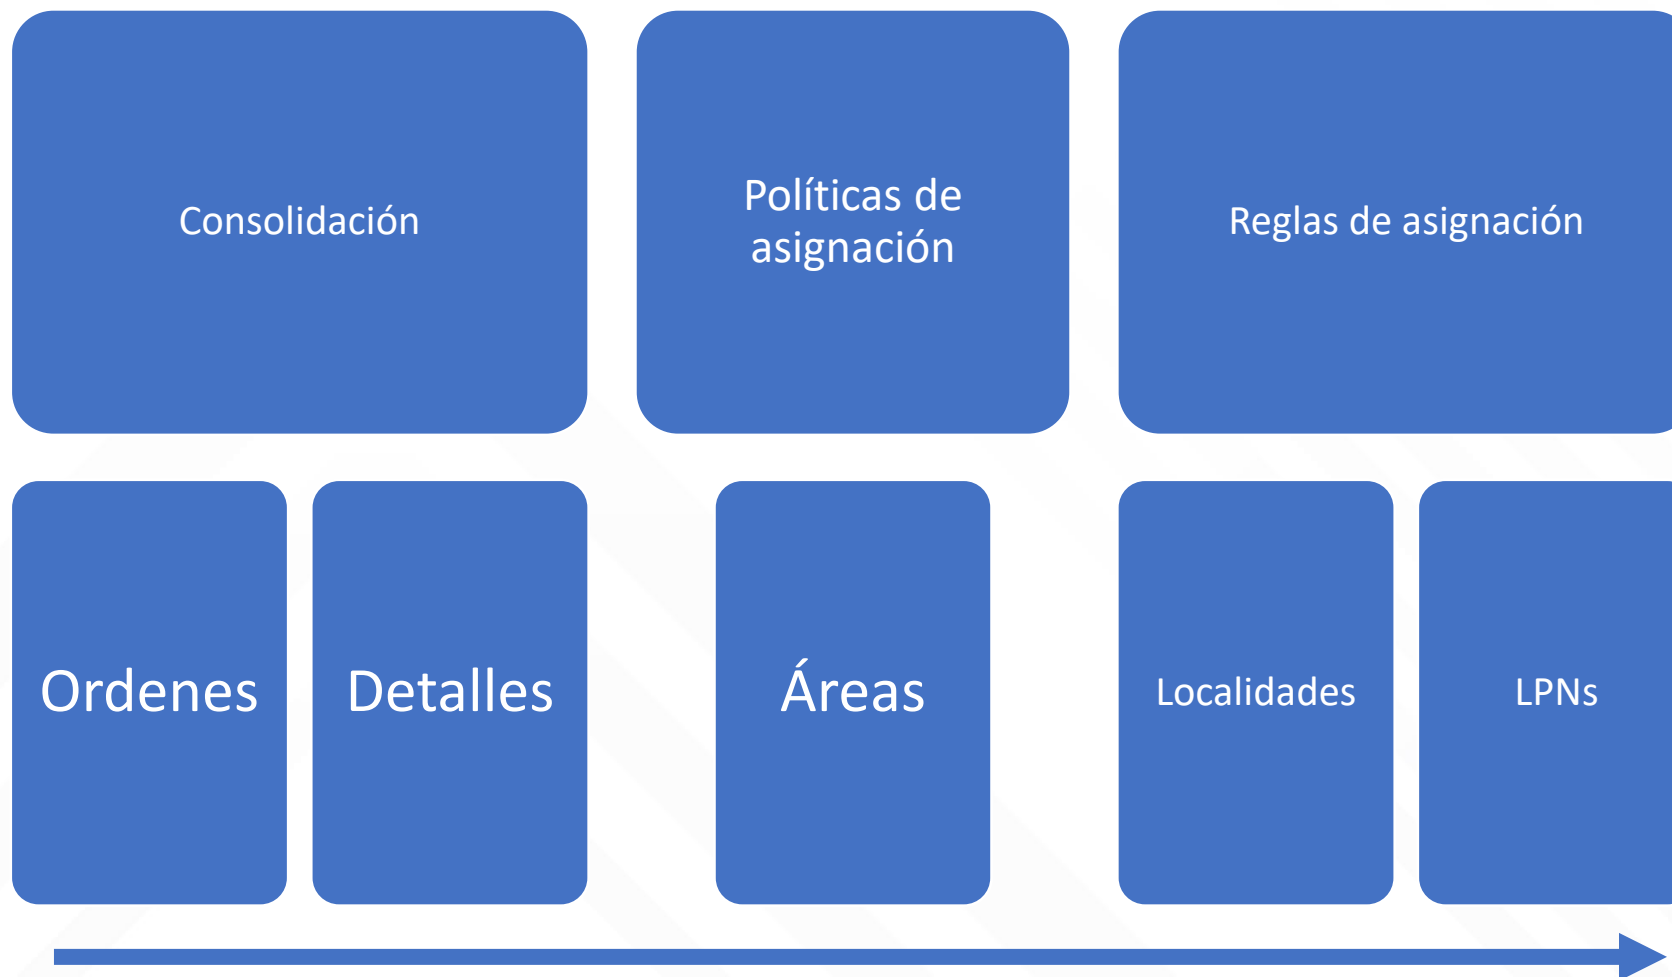 Consolidación
Políticas de
asignación
Reglas de asignación
Ordenes
Detalles
Áreas
Localidades
LPNs